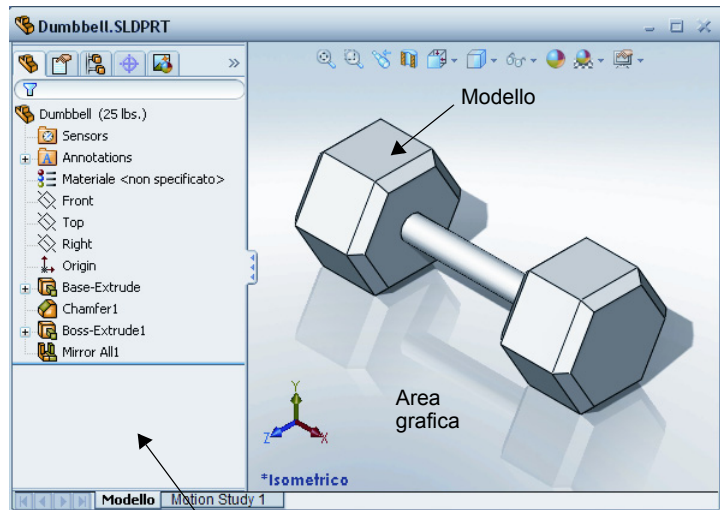 Dumbbell.SLDPRT
Dumbbell (25 lbs.)
Sensors
Annotations
Materiale <non specificato>
Front
Top
Right
Origin
Base-Extrude
Chamfer1
Boss-Extrude1
Mirror All1
Modello
Area
grafica
Y
Z
X
*Isometrico
Modello
Motion Study 1